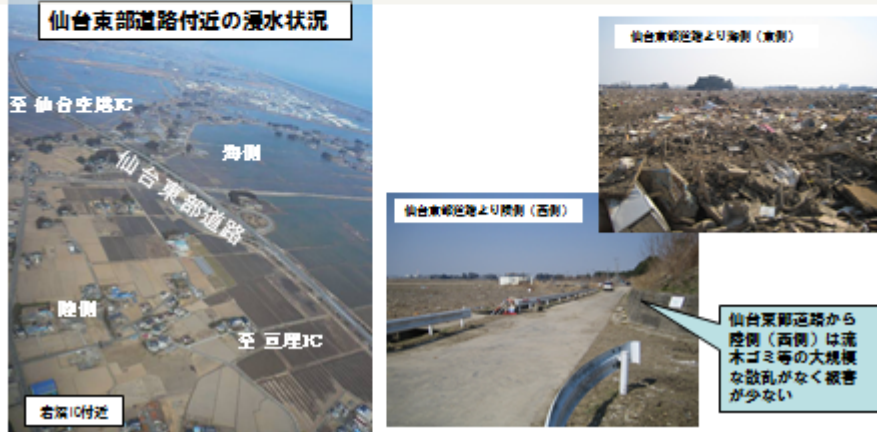 仙台東部道路付近の浸水状況
至 仙台空港IC
海側
仙台東部道路
陸側
至 亘理IC
岩沼IC付近
仙台東部道路より海側(東側)
仙台東部道路より陸側(西側)
仙台東部道路から
陸側(西側)は流
木ゴミ等の大規模
な散乱がなく被害
が少ない